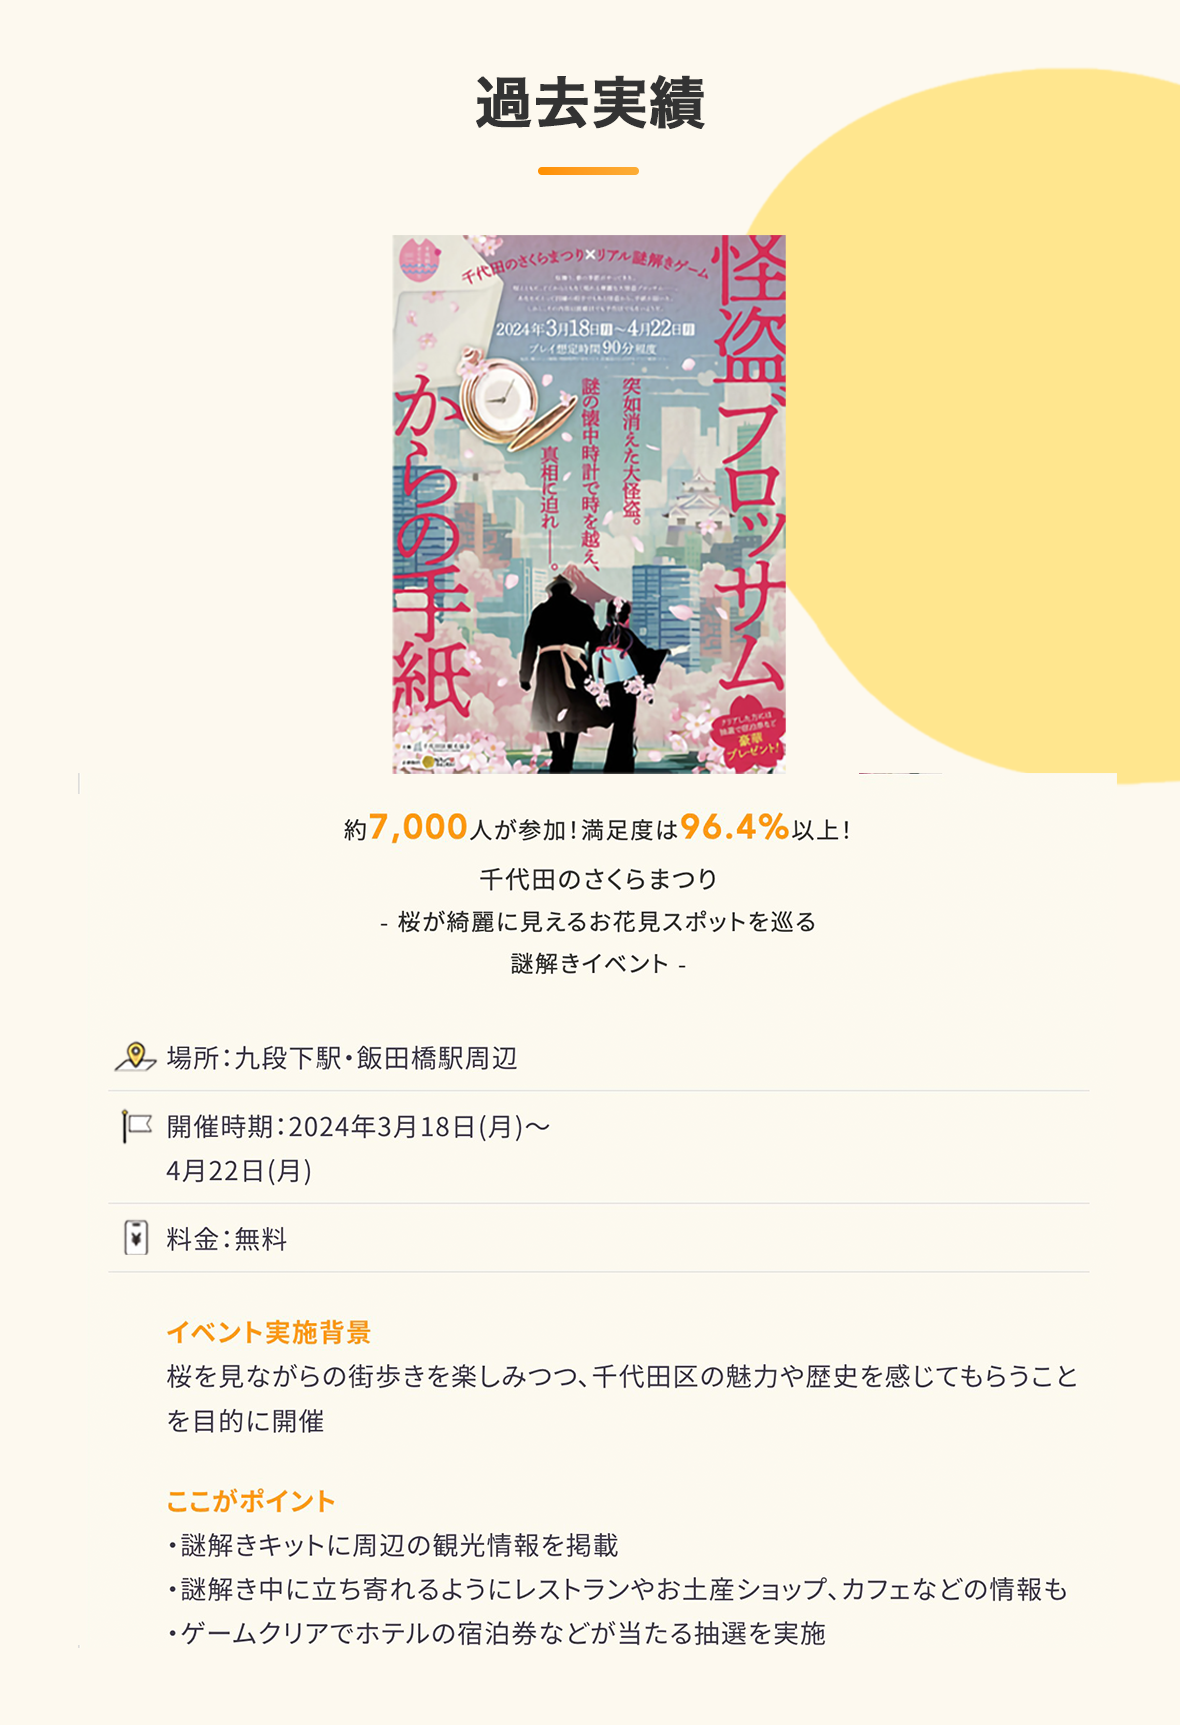 過去実績
千代田のさくらまつり×リアル謎解きゲーム
2024年3月18日月～4月22日月
プレイ想定時間90分程度
怪盗ブロッサム
からの手紙
突如消えた大怪盗。
謎の懐中時計で時を越え、
真相に迫れ――。
クリアした方には
抽選で宿泊券など
豪華
プレゼント!
約7,000人が参加！満足度は96.4%以上！
千代田のさくらまつり
- 桜が綺麗に見えるお花見スポットを巡る
謎解きイベント -
場所：九段下駅・飯田橋駅周辺
開催時期：2024年3月18日(月)～
4月22日(月)
料金：無料
イベント実施背景
桜を見ながらの街歩きを楽しみつつ、千代田区の魅力や歴史を感じてもらうこと
を目的に開催
ここがポイント
・謎解きキットに周辺の観光情報を掲載
・謎解き中に立ち寄れるようにレストランやお土産ショップ、カフェなどの情報も
・ゲームクリアでホテルの宿泊券などが当たる抽選を実施